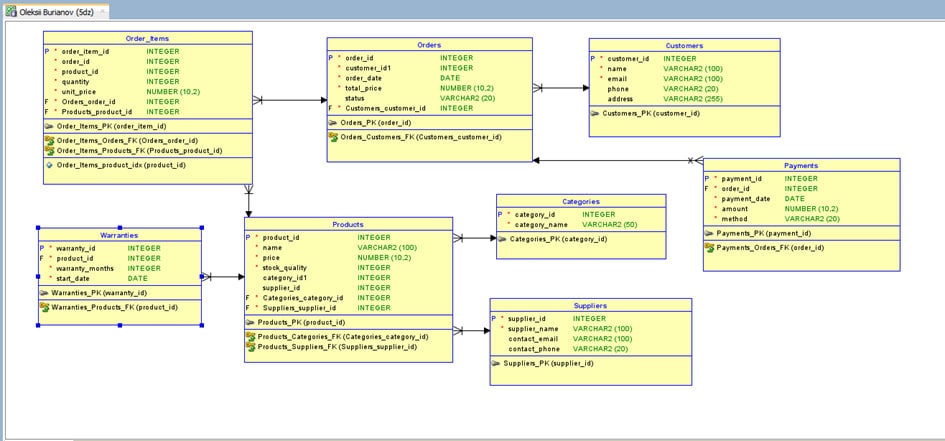 Oleksii Burianov (5dz)
Order_Items
P * order_item_id INTEGER
* order_id INTEGER
* product_id INTEGER
* quantity INTEGER
* unit_price NUMBER (10,2)
F * Orders_order_id INTEGER
F * Products_product_id INTEGER
Order_Items_PK (order_item_id)
Order_Items_Orders_FK (Orders_order_id)
Order_Items_Products_FK (Products_product_id)
Order_Items_product_idx (product_id)
Orders
P * order_id INTEGER
* customer_id1 INTEGER
* order_date DATE
* total_price NUMBER (10,2)
status VARCHAR2 (20)
F * Customers_customer_id INTEGER
Orders_PK (order_id)
Orders_Customers_FK (Customers_customer_id)
Customers
P * customer_id INTEGER
* name VARCHAR2 (100)
* email VARCHAR2 (100)
* phone VARCHAR2 (20)
* address VARCHAR2 (255)
Customers_PK (customer_id)
Payments
P * payment_id INTEGER
F * order_id INTEGER
* payment_date DATE
* amount NUMBER (10,2)
* method VARCHAR2 (20)
Payments_PK (payment_id)
Payments_Orders_FK (order_id)
Categories
P * category_id INTEGER
* category_name VARCHAR2 (50)
Categories_PK (category_id)
Products
P * product_id INTEGER
* name VARCHAR2 (100)
* price NUMBER (10,2)
* stock_quality INTEGER
category_id1 INTEGER
supplier_id INTEGER
F * Categories_category_id INTEGER
F * Suppliers_supplier_id INTEGER
Products_PK (product_id)
Products_Categories_FK (Categories_category_id)
Products_Suppliers_FK (Suppliers_supplier_id)
Warranties
P * warranty_id INTEGER
F * product_id INTEGER
* warranty_months INTEGER
* start_date DATE
Warranties_PK (warranty_id)
Warranties_Products_FK (product_id)
Suppliers
P * supplier_id INTEGER
* supplier_name VARCHAR2 (100)
contact_email VARCHAR2 (100)
contact_phone VARCHAR2 (20)
Suppliers_PK (supplier_id)